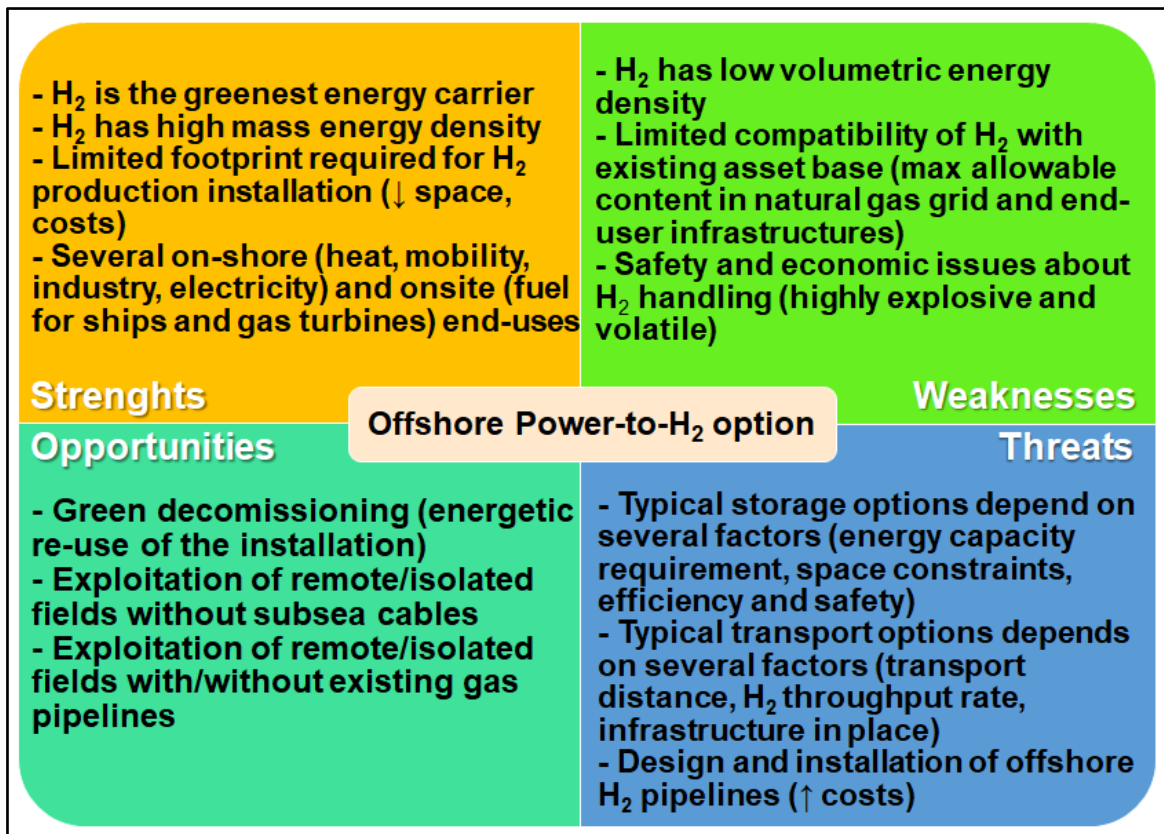 - H₂ is the greenest energy carrier
- H₂ has high mass energy density
- Limited footprint required for H₂
production installation (↓ space,
costs)
- Several on-shore (heat, mobility,
industry, electricity) and onsite (fuel
for ships and gas turbines) end-uses
Strenghts
- H₂ has low volumetric energy
density
- Limited compatibility of H₂ with
existing asset base (max allowable
content in natural gas grid and end-
user infrastructures)
- Safety and economic issues about
H₂ handling (highly explosive and
volatile)
Weaknesses
Offshore Power-to-H₂ option
Opportunities
- Green decomissioning (energetic
re-use of the installation)
- Exploitation of remote/isolated
fields without subsea cables
- Exploitation of remote/isolated
fields with/without existing gas
pipelines
Threats
- Typical storage options depend on
several factors (energy capacity
requirement, space constraints,
efficiency and safety)
- Typical transport options depends
on several factors (transport
distance, H₂ throughput rate,
infrastructure in place)
- Design and installation of offshore
H₂ pipelines (↑ costs)